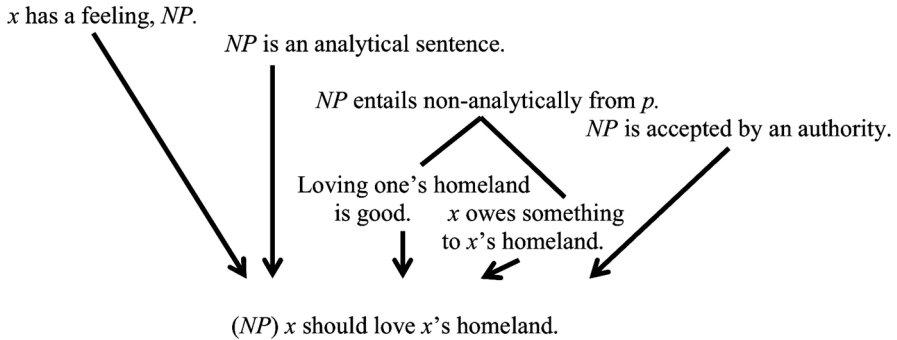 x has a feeling, NP.
NP is an analytical sentence.
NP entails non-analytically from p.
NP is accepted by an authority.
Loving one’s homeland
is good.
x owes something
to x’s homeland.
(NP) x should love x’s homeland.